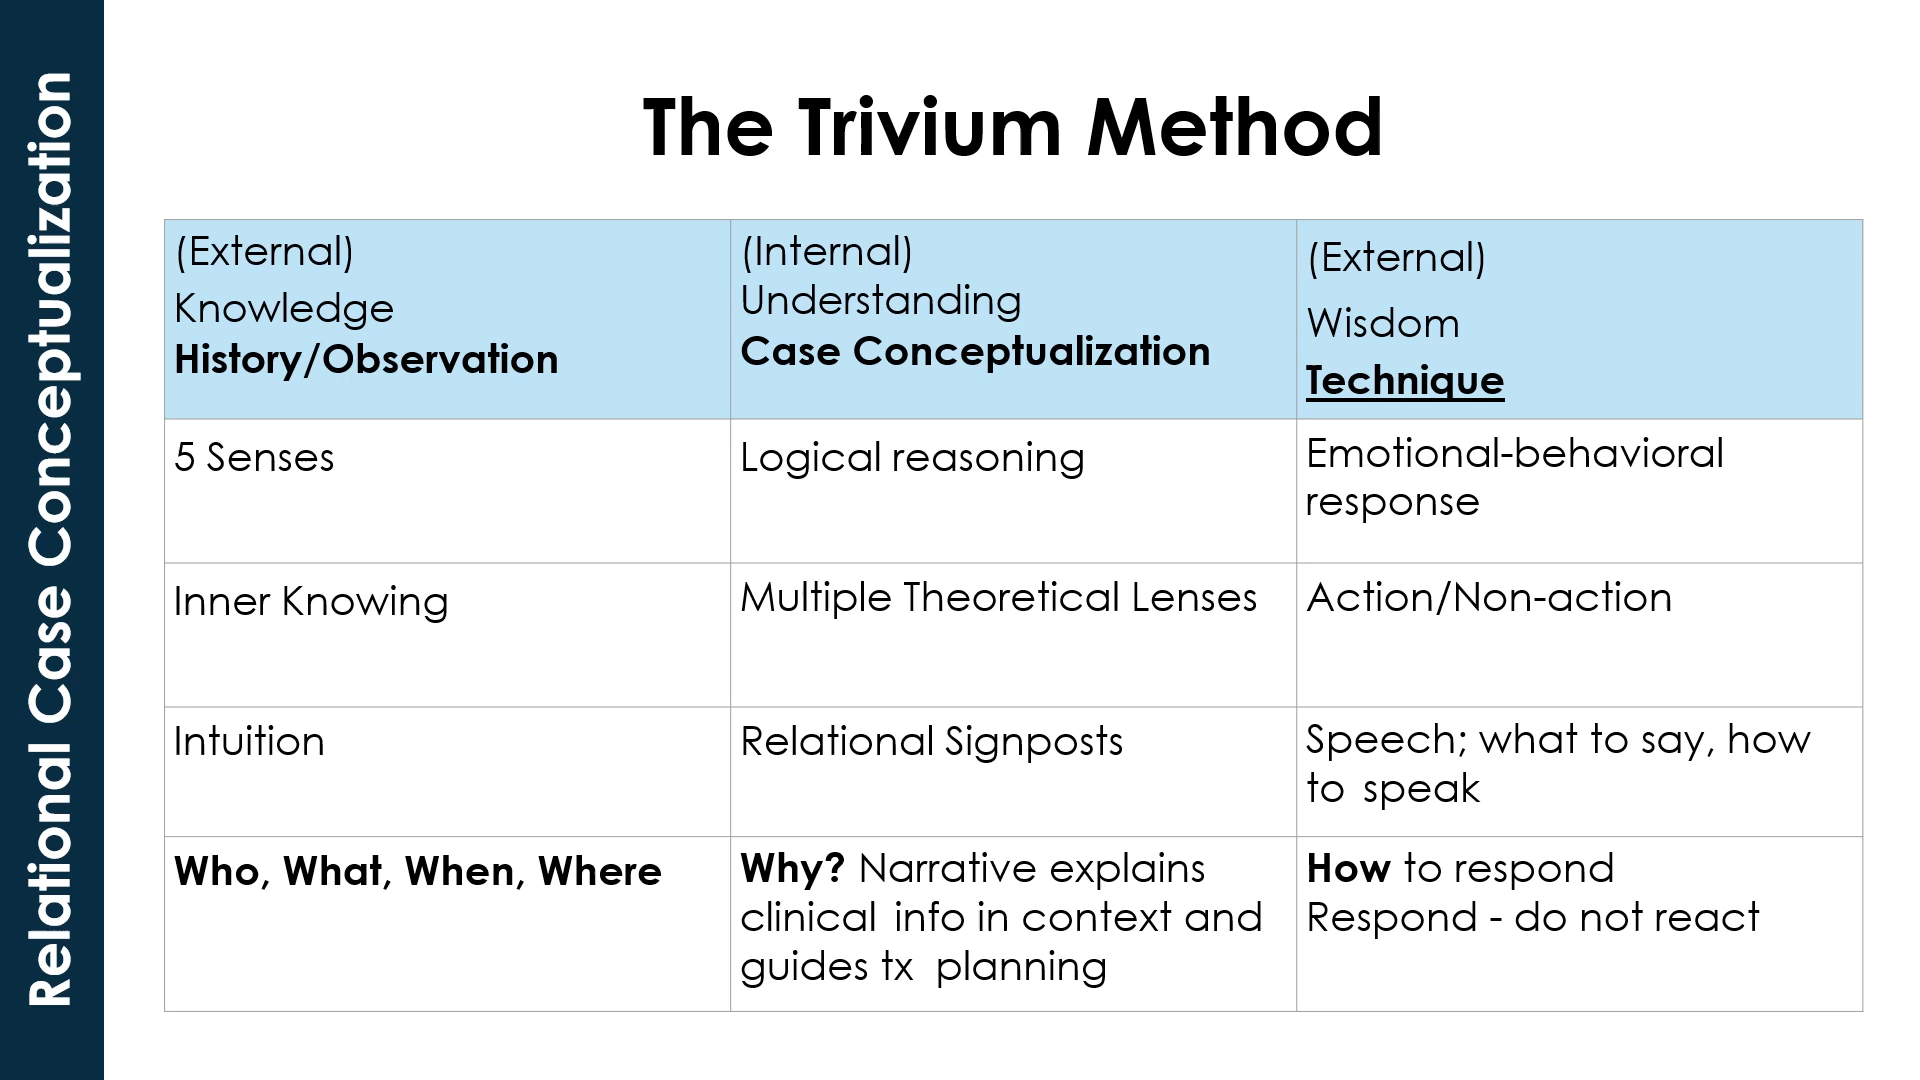 Relational Case Conceptualization
The Trivium Method
(External)
Knowledge
History/Observation
(Internal)
Understanding
Case Conceptualization
(External)
Wisdom
Technique
5 Senses
Logical reasoning
Emotional-behavioral
response
Inner Knowing
Multiple Theoretical Lenses
Action/Non-action
Intuition
Relational Signposts
Speech; what to say, how
to speak
Who, What, When, Where
Why? Narrative explains
clinical info in context and
guides tx planning
How to respond
Respond - do not react